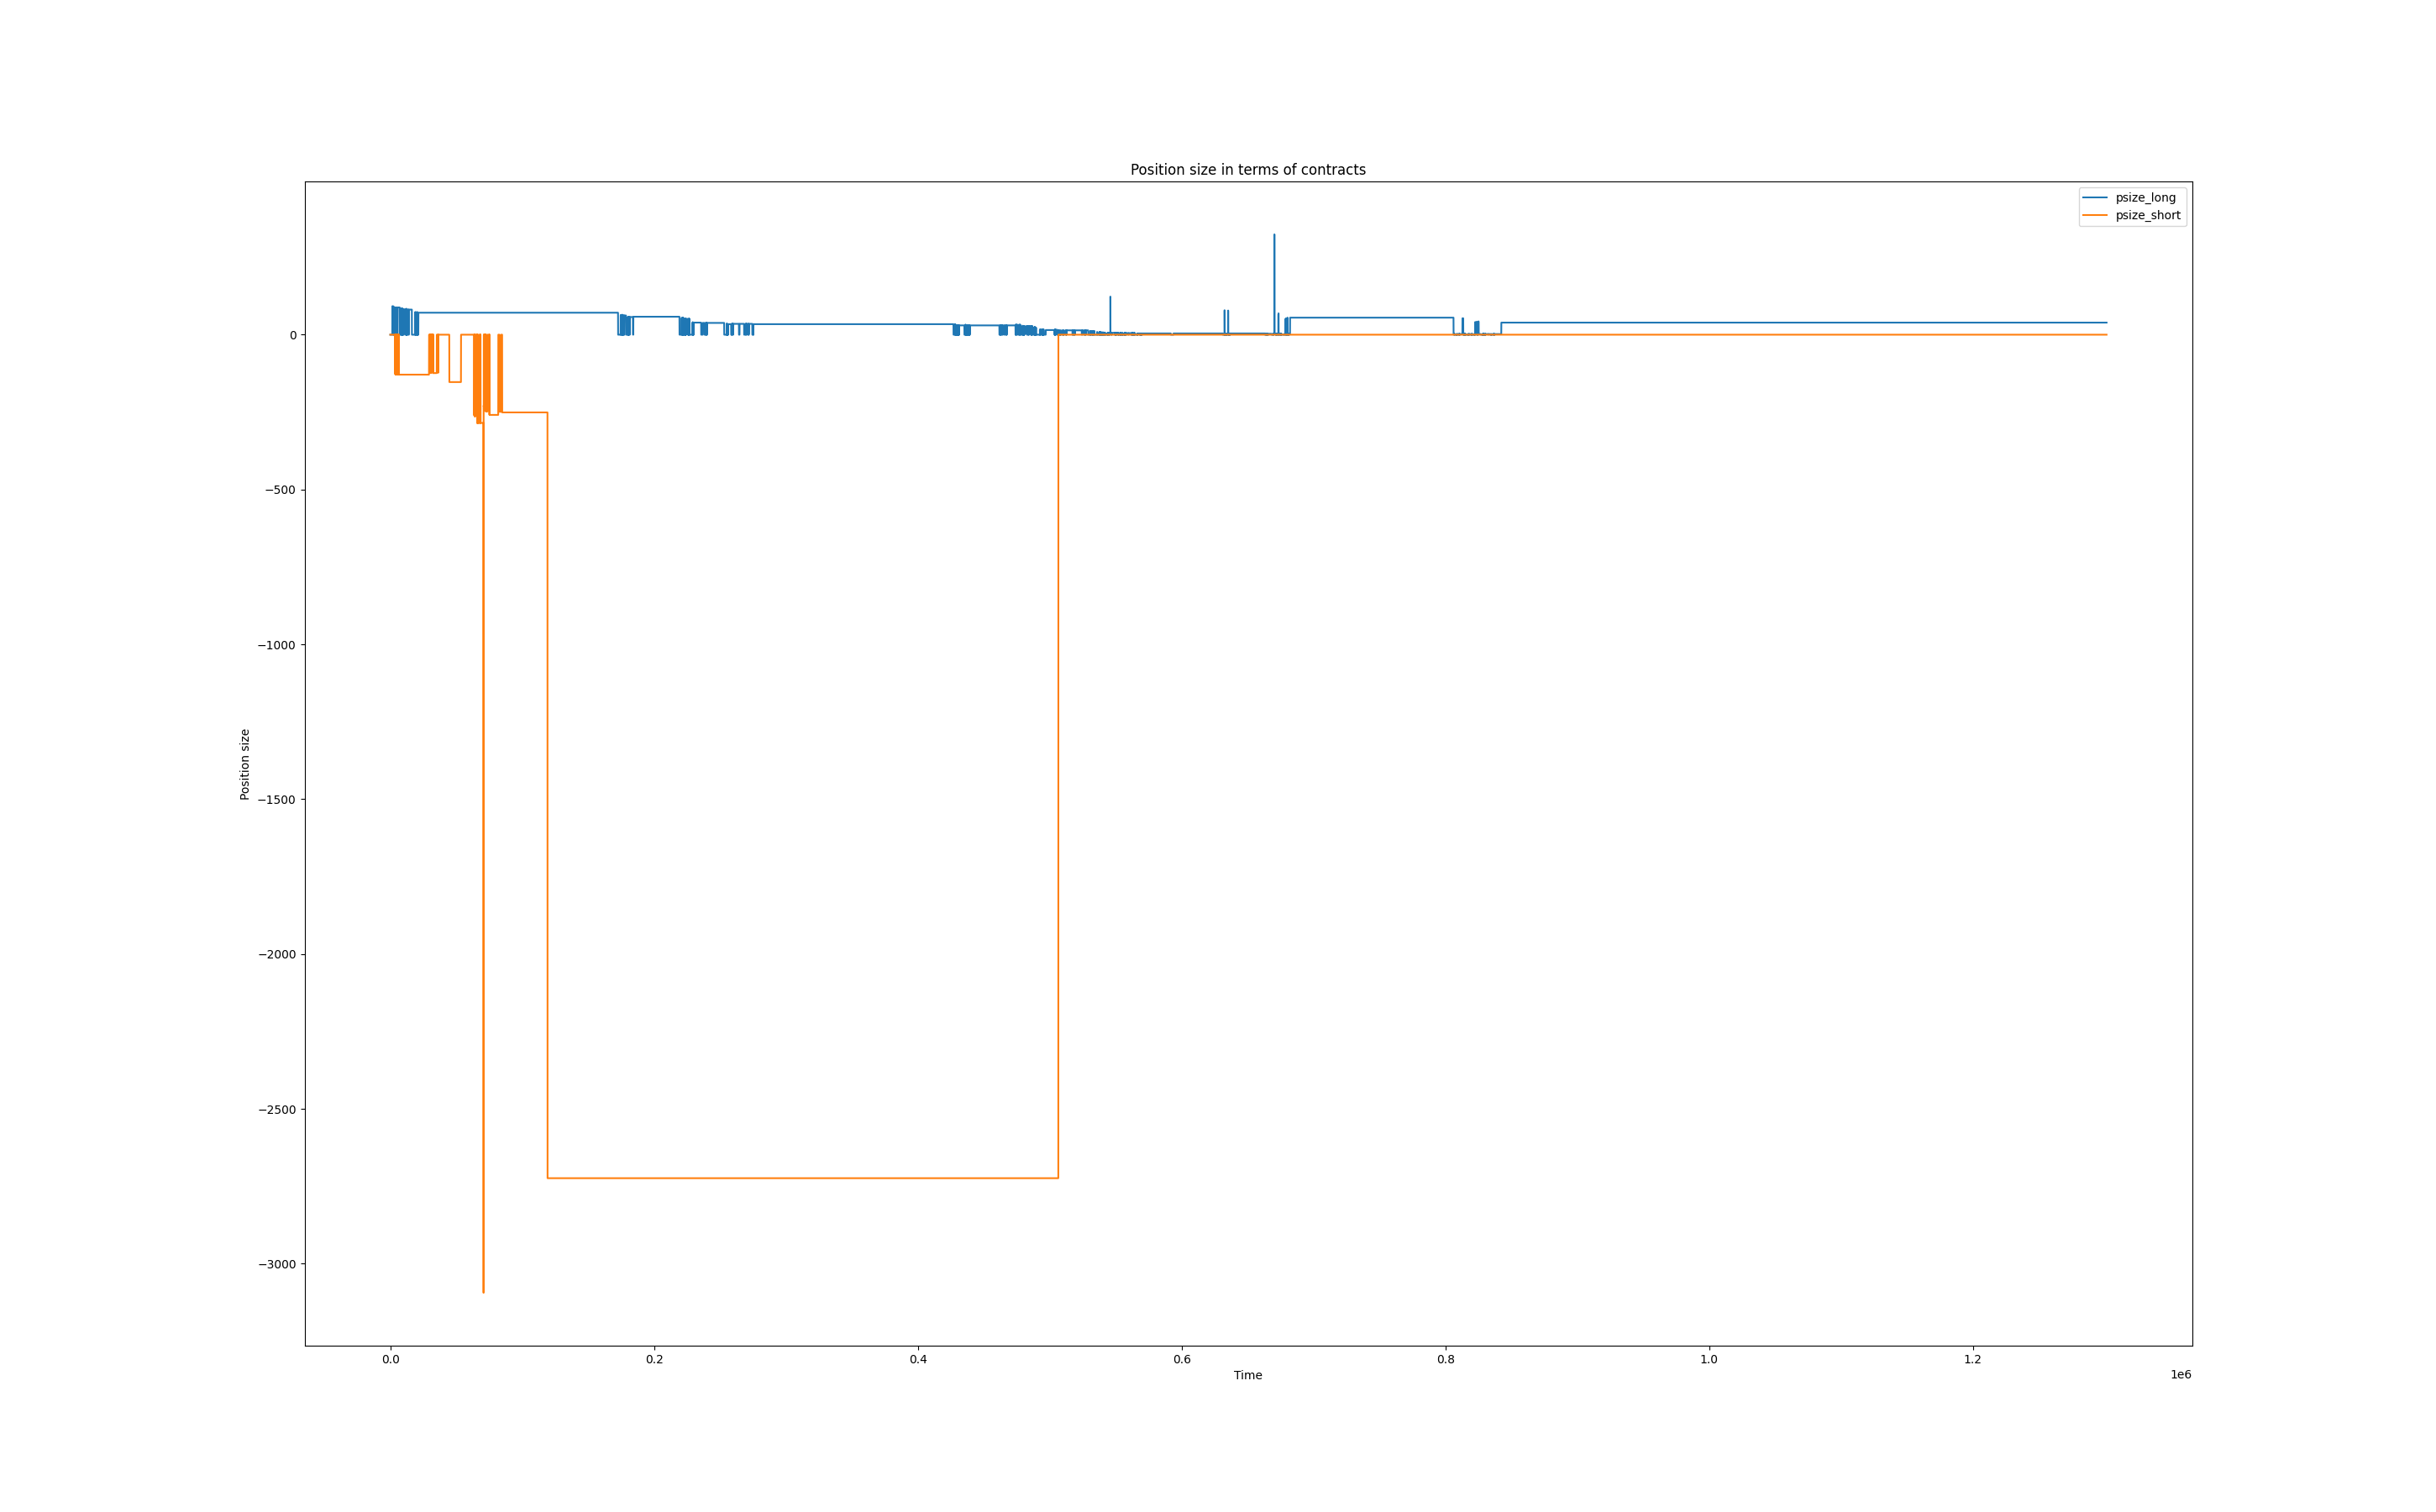 Position size in terms of contracts
psize_long
psize_short
0
−500
−1000
−1500
−2000
−2500
−3000
Position size
0.0 0.2 0.4 0.6 0.8 1.0 1.2
Time
1e6